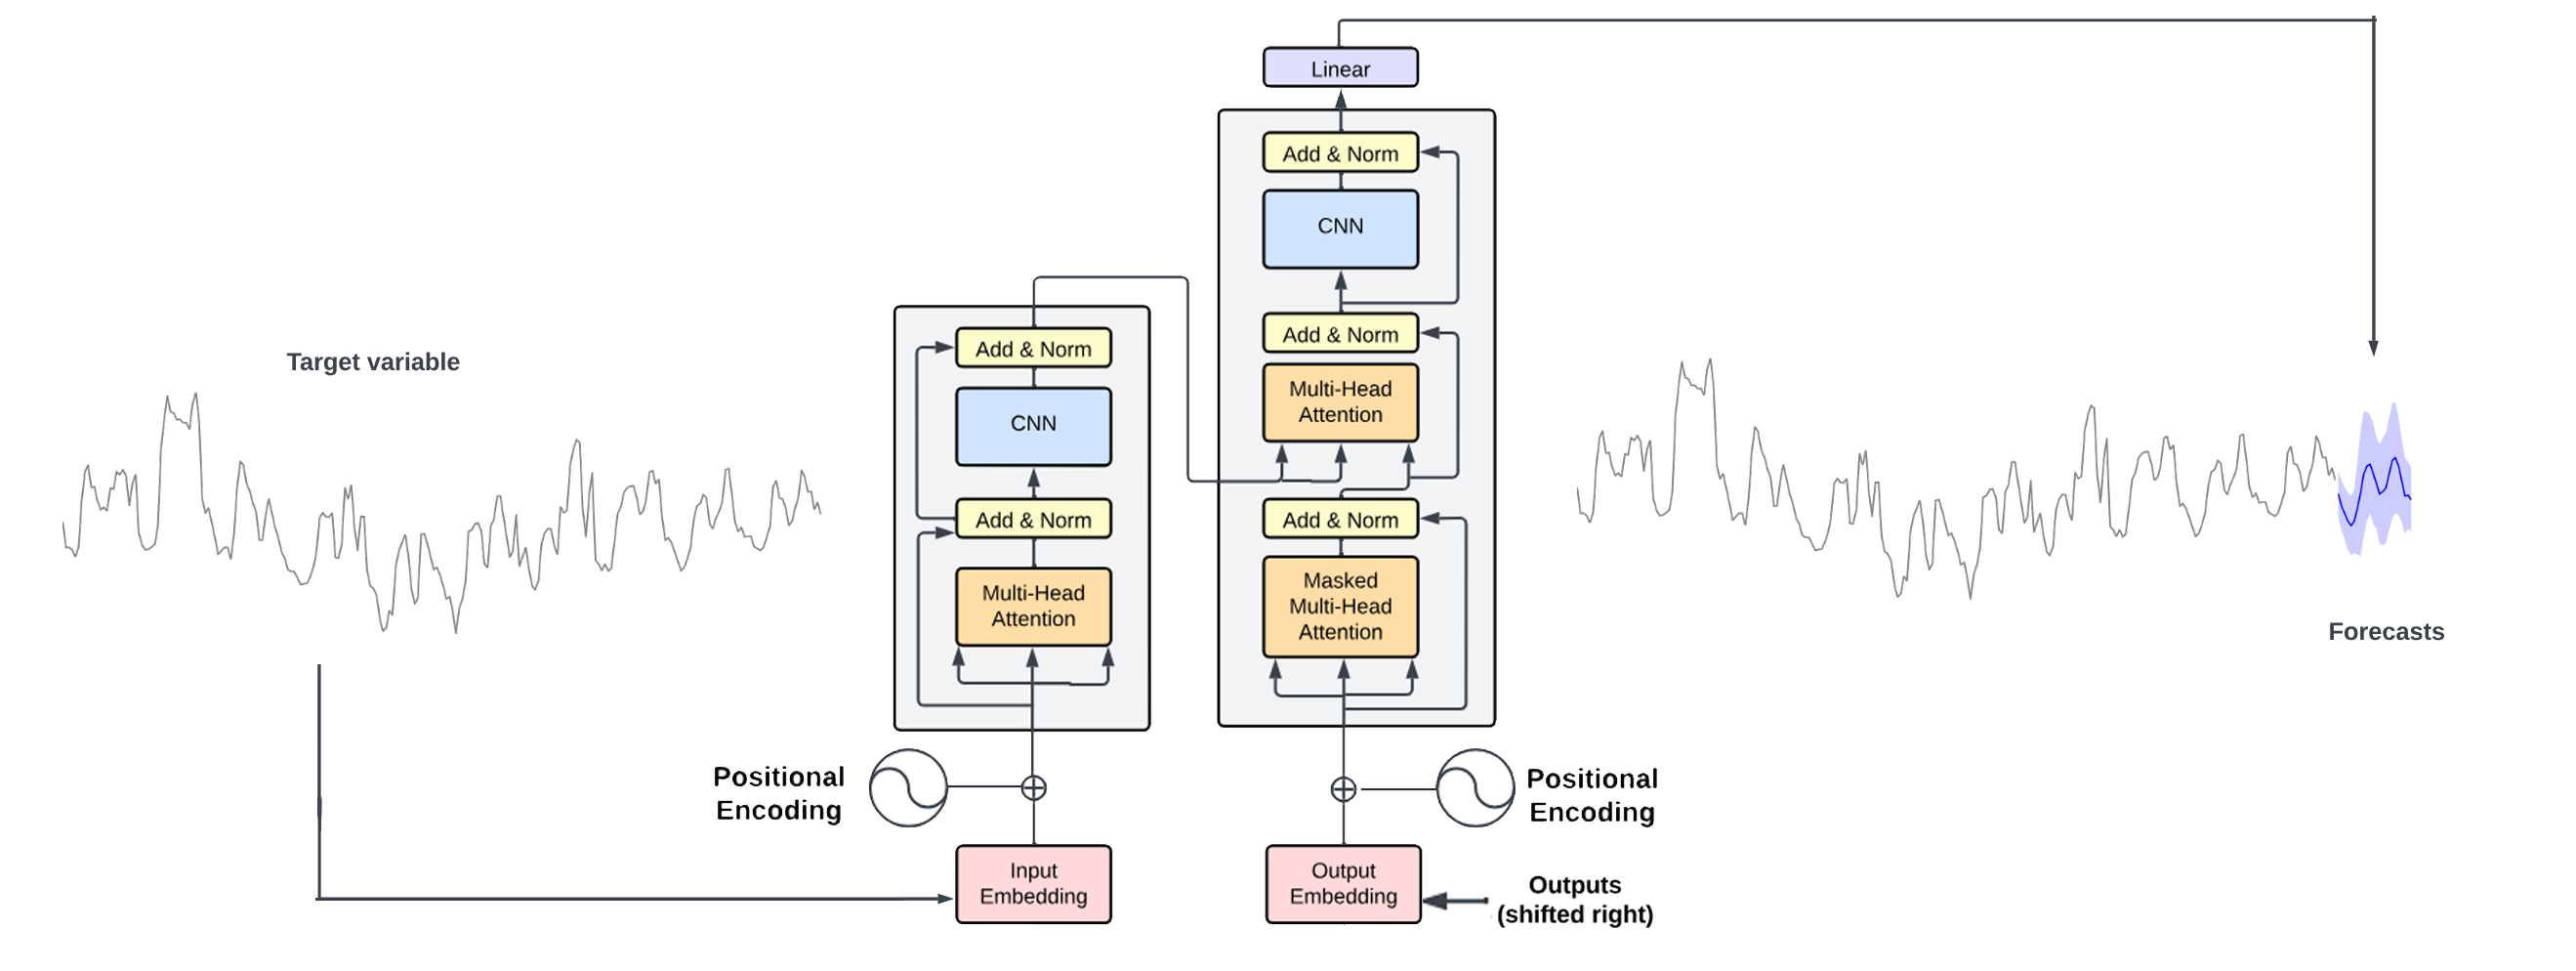 Linear
Add & Norm
CNN
Add & Norm
Multi-Head
Attention
Add & Norm
Masked
Multi-Head
Attention
Target variable
Add & Norm
CNN
Add & Norm
Multi-Head
Attention
Forecasts
Positional
Encoding
Positional
Encoding
Input
Embedding
Output
Embedding
Outputs
(shifted right)